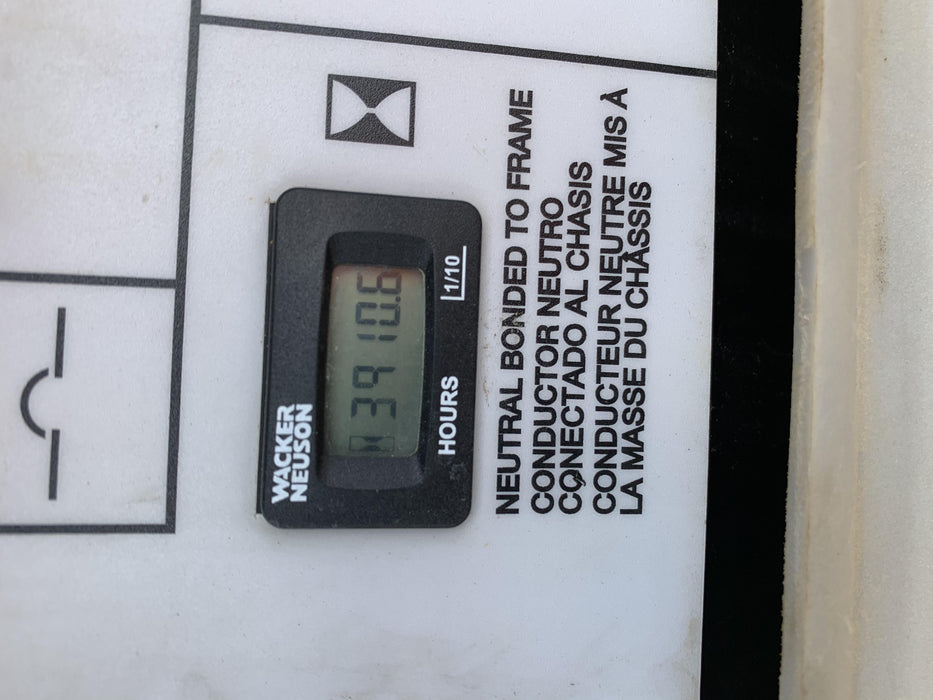 WACKER
NEUSON
3910.6
HOURS
1/10
NEUTRAL BONDED TO FRAME
CONDUCTOR NEUTRO
CONECTADO AL CHASIS
CONDUCTEUR NEUTRE MIS À
LA MASSE DU CHÂSSIS